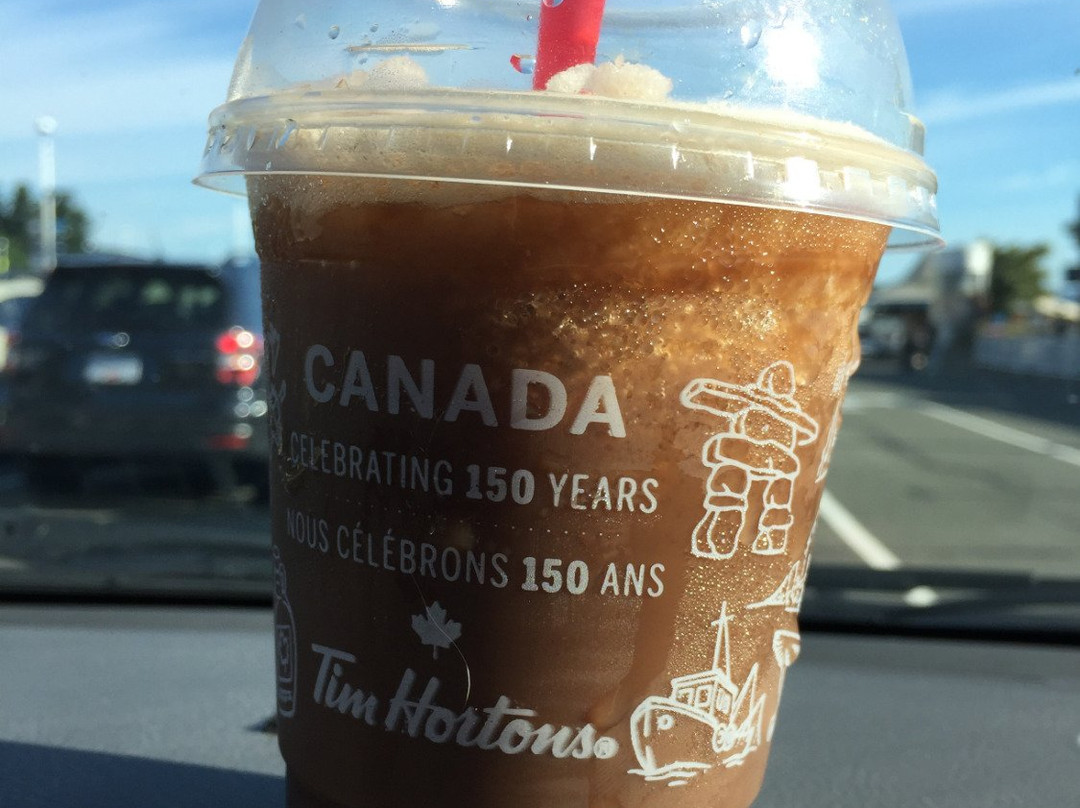 CANADA
CELEBRATING 150 YEARS
NOUS CÉLÉBRONS 150 ANS
Tim Hortons®